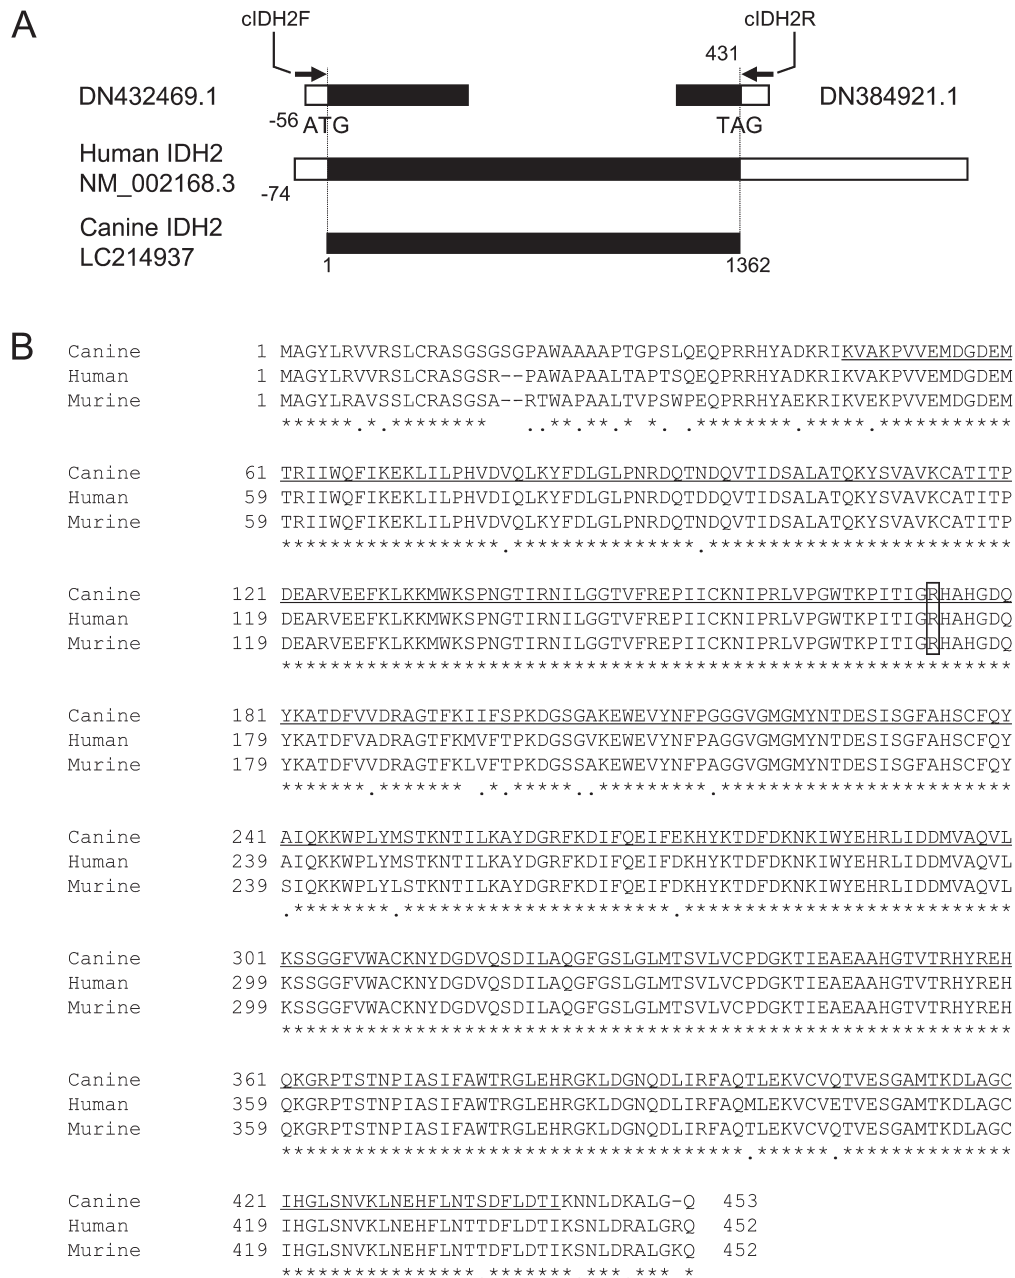 A
cIDH2F
cIDH2R
431
DN432469.1
DN384921.1
-56 ATG
TAG
Human IDH2
NM_002168.3
-74
Canine IDH2
LC214937
1
1362
B
Canine 1 MAGYLRVVRSLCRASGSGSGPAWAAAAPTGPSLQEQPRRHYADKRIKVAKPVVEMDGDEM
Human 1 MAGYLRVVRSLCRASGSR--PAWAPAALTAPTSQEQPRRHYADKRIKVAKPVVEMDGDEM
Murine 1 MAGYLRAVSSLCRASGSA--RTWAPAALTVPSWPEQPRRHYAEKRIKVEKPVVEMDGDEM
******.*.********   ..**.**.* *. *.********.*****.***********
Canine 61 TRIIWQFIKEKLILPHVDVQLKYFDLGLPNRDQTNDQVTIDSALATQKYSVAVKCATITP
Human 59 TRIIWQFIKEKLILPHVDIQLKYFDLGLPNRDQTDDQVTIDSALATQKYSVAVKCATITP
Murine 59 TRIIWQFIKEKLILPHVDVQLKYFDLGLPNRDQTNDQVTIDSALATQKYSVAVKCATITP
******************.***************.*************************
Canine 121 DEARVEEFKLKKMWKSPNGTIRNILGGTVFREPIICKNIPRLVPGWTKPITIGRHAHGDQ
Human 119 DEARVEEFKLKKMWKSPNGTIRNILGGTVFREPIICKNIPRLVPGWTKPITIGRHAHGDQ
Murine 119 DEARVEEFKLKKMWKSPNGTIRNILGGTVFREPIICKNIPRLVPGWTKPITIGRHAHGDQ
************************************************************
Canine 181 YKATDFVVDRAGTFKIIFSPKDGSGAKEWEVYNFPGGGVGMGMYNTDESISGFAHSCFQY
Human 179 YKATDFVADRAGTFKMVFTPKDGSGVKEWEVYNFPAGGVGMGMYNTDESISGFAHSCFQY
Murine 179 YKATDFVVDRAGTFKLVFTPKDGSSAKEWEVYNFPAGGVGMGMYNTDESISGFAHSCFQY
*******.******* .*.*****..*********.************************
Canine 241 AIQKKWPLYMSTKNTILKAYDGRFKDIFQEIFEKHYKTDFDKNKIWYEHRLIDDMVAQVL
Human 239 AIQKKWPLYMSTKNTILKAYDGRFKDIFQEIFDKHYKTDFDKNKIWYEHRLIDDMVAQVL
Murine 239 SIQKKWPLYLSTKNTILKAYDGRFKDIFQEIFDKHYKTDFDKNKIWYEHRLIDDMVAQVL
.********.**********************.***************************
Canine 301 KSSGGFVWACKNYDGDVQSDILAQGFGSLGLMTSVLVCPDGKTIEAEAAHGTVTRHYREH
Human 299 KSSGGFVWACKNYDGDVQSDILAQGFGSLGLMTSVLVCPDGKTIEAEAAHGTVTRHYREH
Murine 299 KSSGGFVWACKNYDGDVQSDILAQGFGSLGLMTSVLVCPDGKTIEAEAAHGTVTRHYREH
************************************************************
Canine 361 QKGRPTSTNPIASIFAWTRGLEHRGKLDGNQDLIRFAQTLEKVCVQTVESGAMTKDLAGC
Human 359 QKGRPTSTNPIASIFAWTRGLEHRGKLDGNQDLIRFAQMLEKVCVETVESGAMTKDLAGC
Murine 359 QKGRPTSTNPIASIFAWTRGLEHRGKLDGNQDLIRFAQTLEKVCVQTVESGAMTKDLAGC
**************************************.******.**************
Canine 421 IHGLSNVKLNEHFLNTSDFLDTIKNNLDKALG-Q 453
Human 419 IHGLSNVKLNEHFLNTTDFLDTIKSNLDRALGRQ 452
Murine 419 IHGLSNVKLNEHFLNTTDFLDTIKSNLDRALGKQ 452
**************** ******* *** *** *